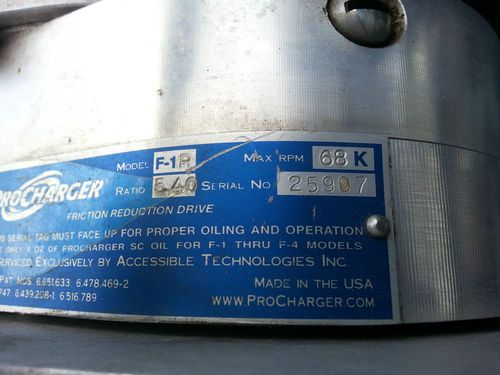 MODEL F-1R MAX RPM 68 K
PROCHARGER RATIO 5.40 SERIAL NO 25907
FRICTION REDUCTION DRIVE
IS SERIAL TAG MUST FACE UP FOR PROPER OILING AND OPERATION
ONLY OZ OF PROCHARGER SC OIL FOR F-1 THRU F-4 MODELS
SERVICED EXCLUSIVELY BY ACCESSIBLE TECHNOLOGIES INC
PAT NOS 6.651.633 6.478.469-2 MADE IN THE USA
747. 6.439.208-1 6.516.789 WWW.PROCHARGER.COM